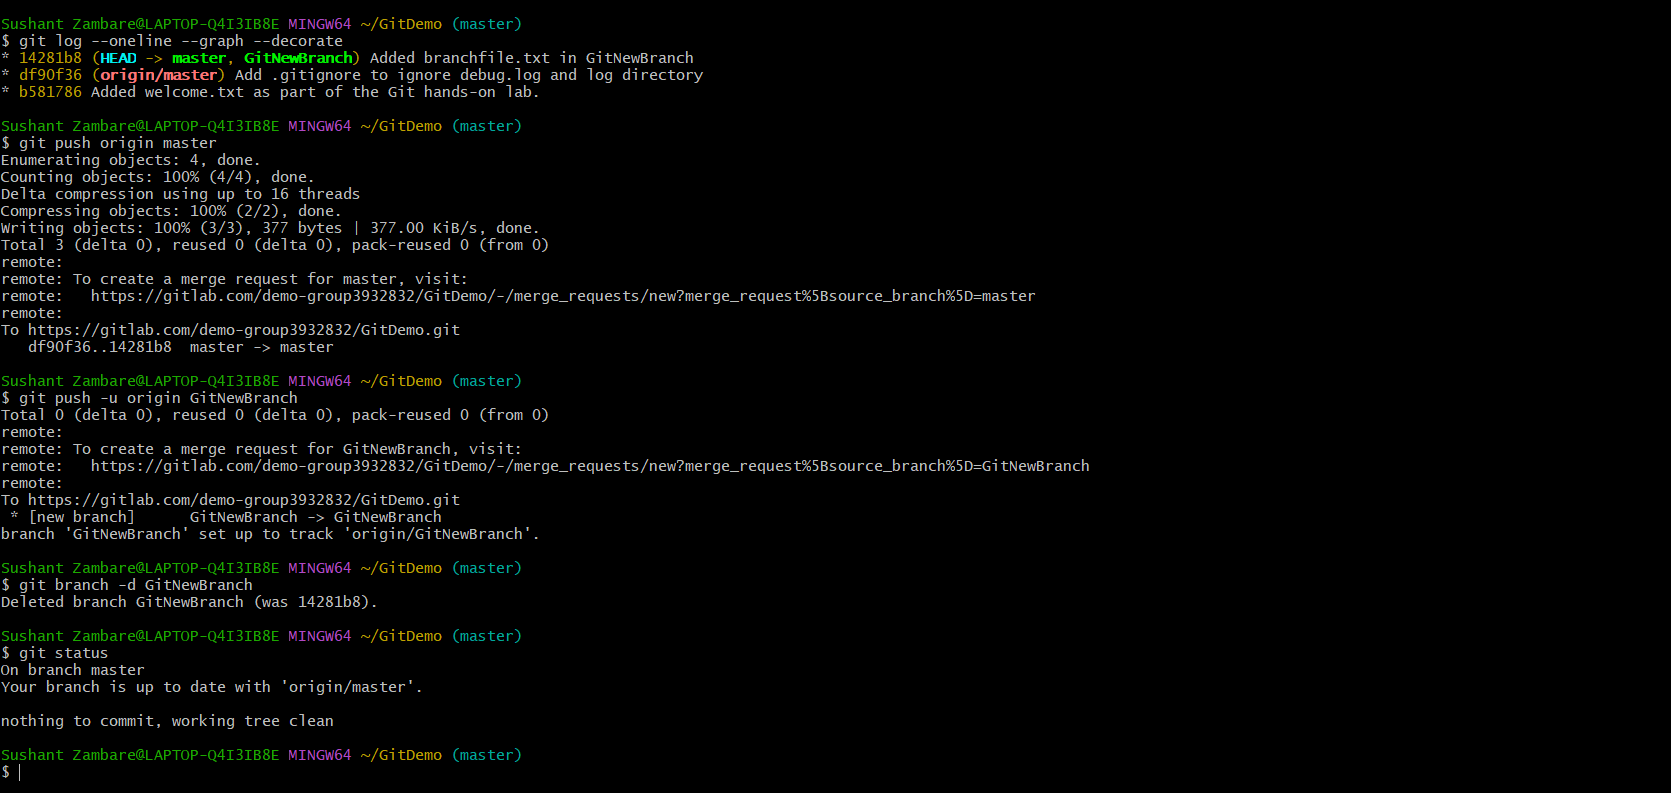 Sushant Zambare@LAPTOP-Q4I3IB8E MINGW64 ~/GitDemo (master)
$ git log --oneline --graph --decorate
* 14281b8 (HEAD -> master, GitNewBranch) Added branchfile.txt in GitNewBranch
* df90f36 (origin/master) Add .gitignore to ignore debug.log and log directory
* b581786 Added welcome.txt as part of the Git hands-on lab.
Sushant Zambare@LAPTOP-Q4I3IB8E MINGW64 ~/GitDemo (master)
$ git push origin master
Enumerating objects: 4, done.
Counting objects: 100% (4/4), done.
Delta compression using up to 16 threads
Compressing objects: 100% (2/2), done.
Writing objects: 100% (3/3), 377 bytes | 377.00 KiB/s, done.
Total 3 (delta 0), reused 0 (delta 0), pack-reused 0 (from 0)
remote:
remote: To create a merge request for master, visit:
remote:   https://gitlab.com/demo-group3932832/GitDemo/-/merge_requests/new?merge_request%5Bsource_branch%5D=master
remote:
To https://gitlab.com/demo-group3932832/GitDemo.git
   df90f36..14281b8  master -> master
Sushant Zambare@LAPTOP-Q4I3IB8E MINGW64 ~/GitDemo (master)
$ git push -u origin GitNewBranch
Total 0 (delta 0), reused 0 (delta 0), pack-reused 0 (from 0)
remote:
remote: To create a merge request for GitNewBranch, visit:
remote:   https://gitlab.com/demo-group3932832/GitDemo/-/merge_requests/new?merge_request%5Bsource_branch%5D=GitNewBranch
remote:
To https://gitlab.com/demo-group3932832/GitDemo.git
 * [new branch]      GitNewBranch -> GitNewBranch
branch 'GitNewBranch' set up to track 'origin/GitNewBranch'.
Sushant Zambare@LAPTOP-Q4I3IB8E MINGW64 ~/GitDemo (master)
$ git branch -d GitNewBranch
Deleted branch GitNewBranch (was 14281b8).
Sushant Zambare@LAPTOP-Q4I3IB8E MINGW64 ~/GitDemo (master)
$ git status
On branch master
Your branch is up to date with 'origin/master'.
nothing to commit, working tree clean
Sushant Zambare@LAPTOP-Q4I3IB8E MINGW64 ~/GitDemo (master)
$